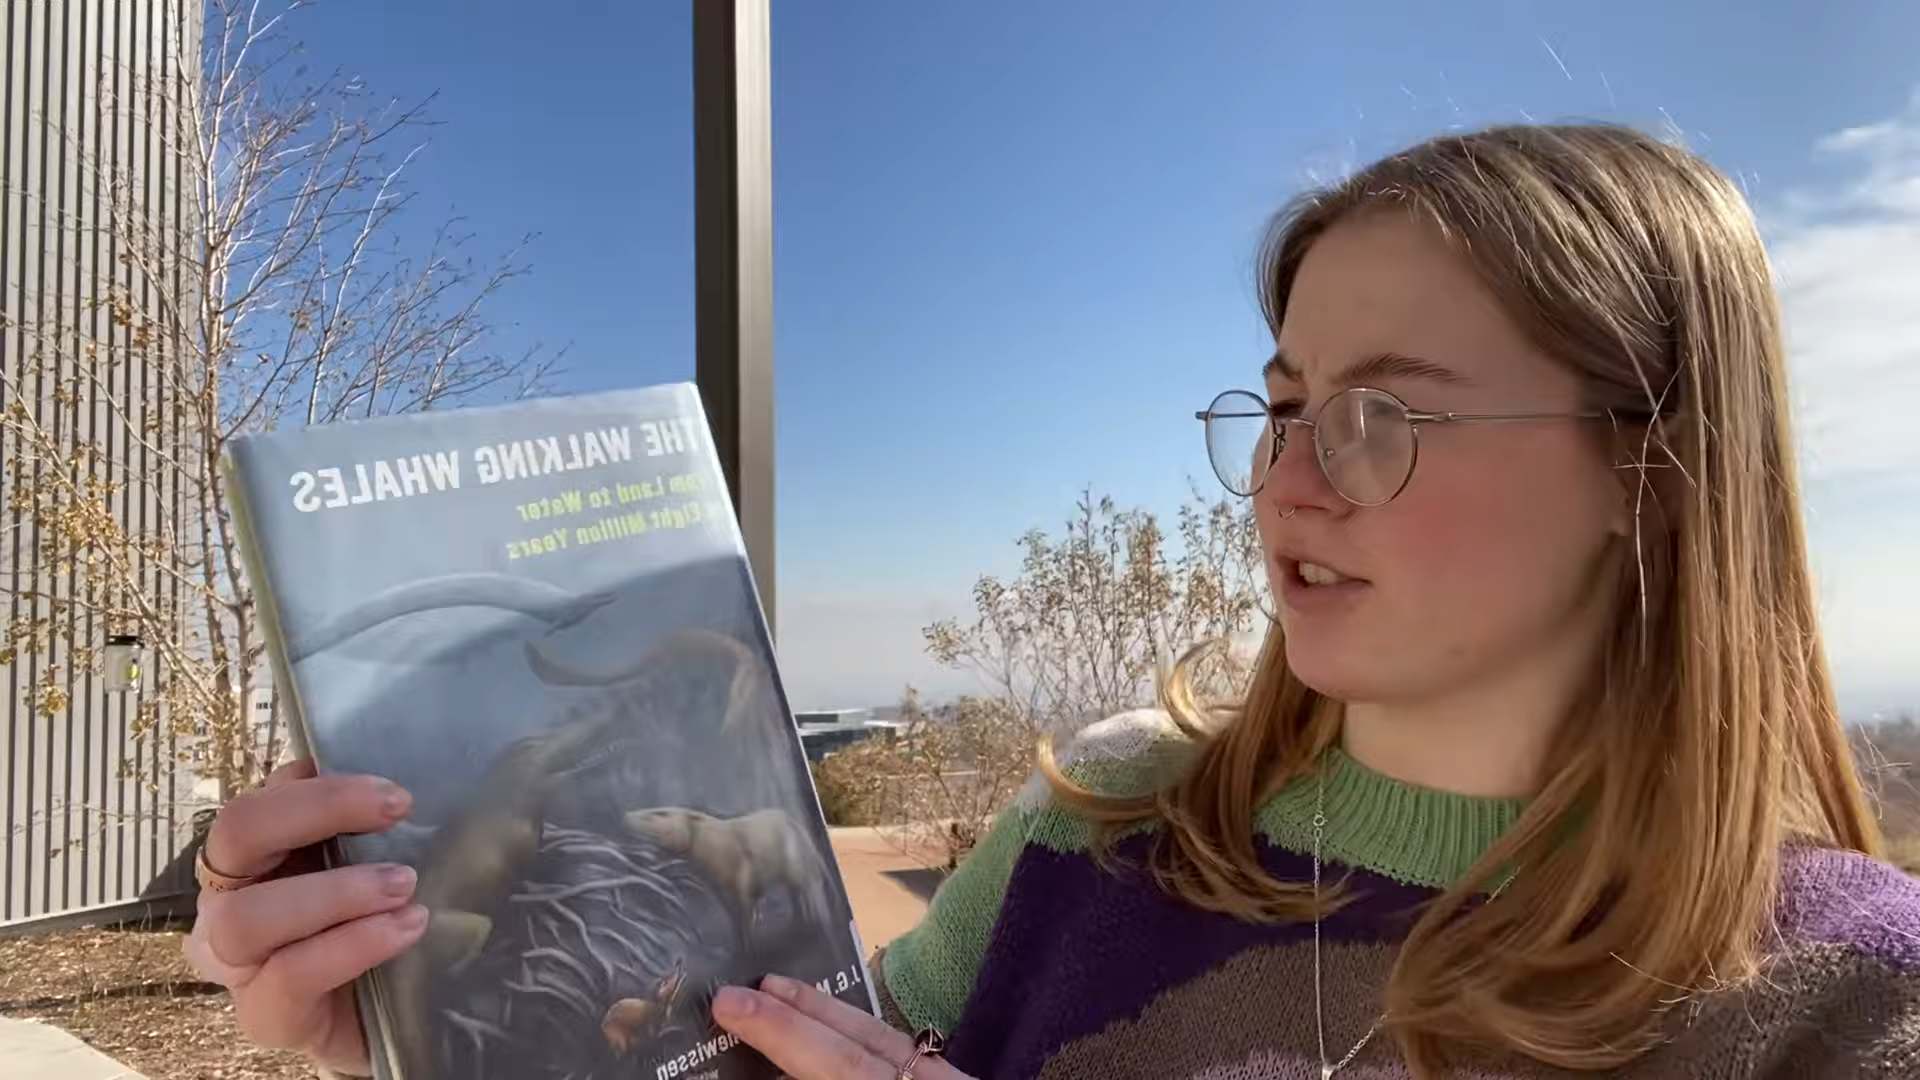 THE WALKING WHALES
Land to Water
Eight Million Years
J.G.